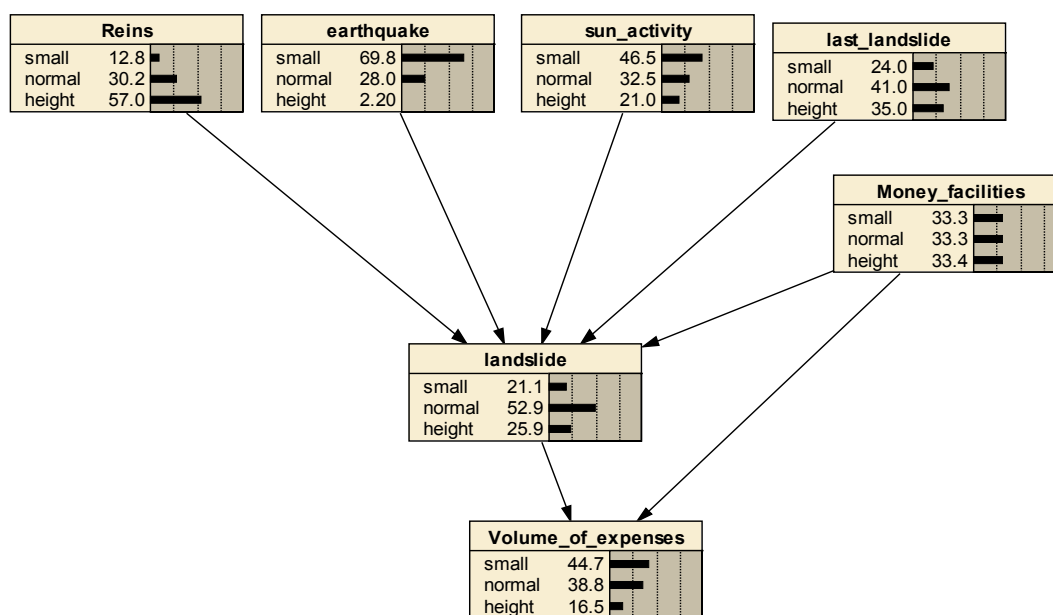 Reins
small 12.8
normal 30.2
height 57.0
earthquake
small 69.8
normal 28.0
height 2.20
sun_activity
small 46.5
normal 32.5
height 21.0
last_landslide
small 24.0
normal 41.0
height 35.0
Money_facilities
small 33.3
normal 33.3
height 33.4
landslide
small 21.1
normal 52.9
height 25.9
Volume_of_expenses
small 44.7
normal 38.8
height 16.5